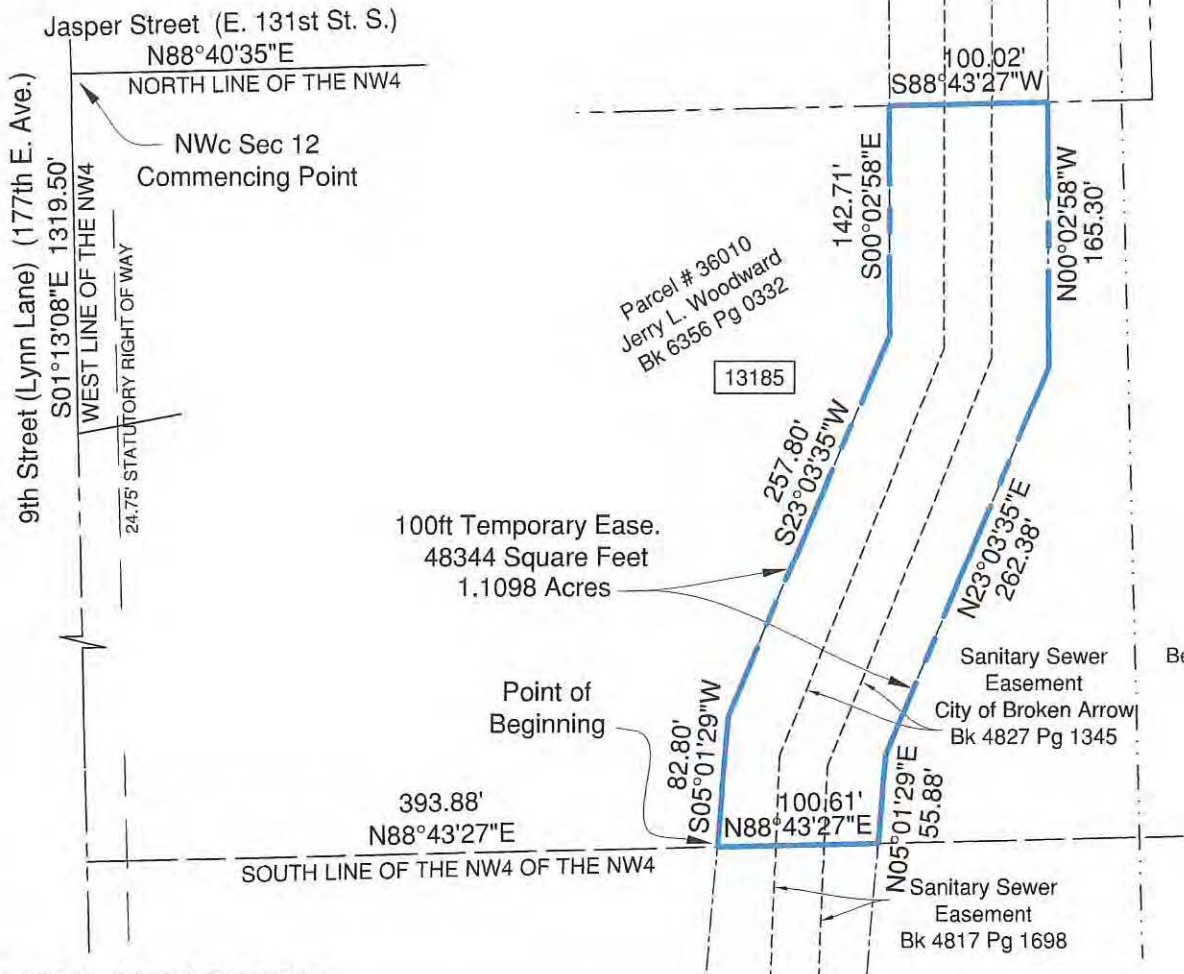 Jasper Street (E. 131st St. S.)
N88°40'35"E
NORTH LINE OF THE NW4
NWc Sec 12
Commencing Point
9th Street (Lynn Lane) (177th E. Ave.)
S01°13'08"E 1319.50'
WEST LINE OF THE NW4
24.75' STATUTORY RIGHT OF WAY
100.02'
S88°43'27"W
142.71'
S00°02'58"E
N00°02'58"W
165.30'
Parcel # 36010
Jerry L. Woodward
Bk 6356 Pg 0332
13185
257.80'
S23°03'35"W
100ft Temporary Ease.
48344 Square Feet
1.1098 Acres
N23°03'35"E
262.38'
Sanitary Sewer
Easement
City of Broken Arrow
Bk 4827 Pg 1345
Point of
Beginning
82.80'
S05°01'29"W
100.61'
N88°43'27"E
N05°01'29"E
55.88'
393.88'
N88°43'27"E
SOUTH LINE OF THE NW4 OF THE NW4
Sanitary Sewer
Easement
Bk 4817 Pg 1698